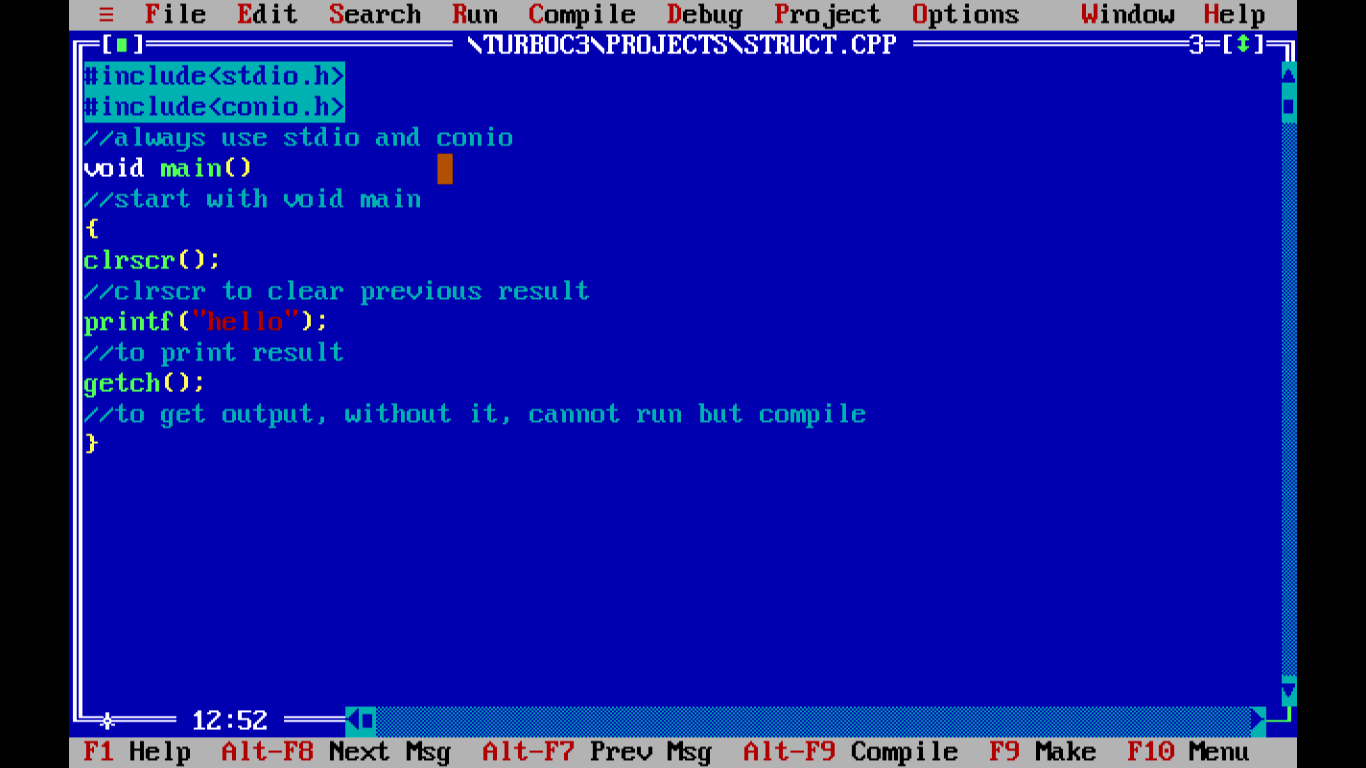 ≡ File Edit Search Run Compile Debug Project Options Window Help
[■] \TURBOC3\PROJECTS\STRUCT.CPP 3=[↕]
#include<stdio.h>
#include<conio.h>
//always use stdio and conio
void main()
//start with void main
{
clrscr();
//clrscr to clear previous result
printf("hello");
//to print result
getch();
//to get output, without it, cannot run but compile
}
12:52
F1 Help Alt-F8 Next Msg Alt-F7 Prev Msg Alt-F9 Compile F9 Make F10 Menu